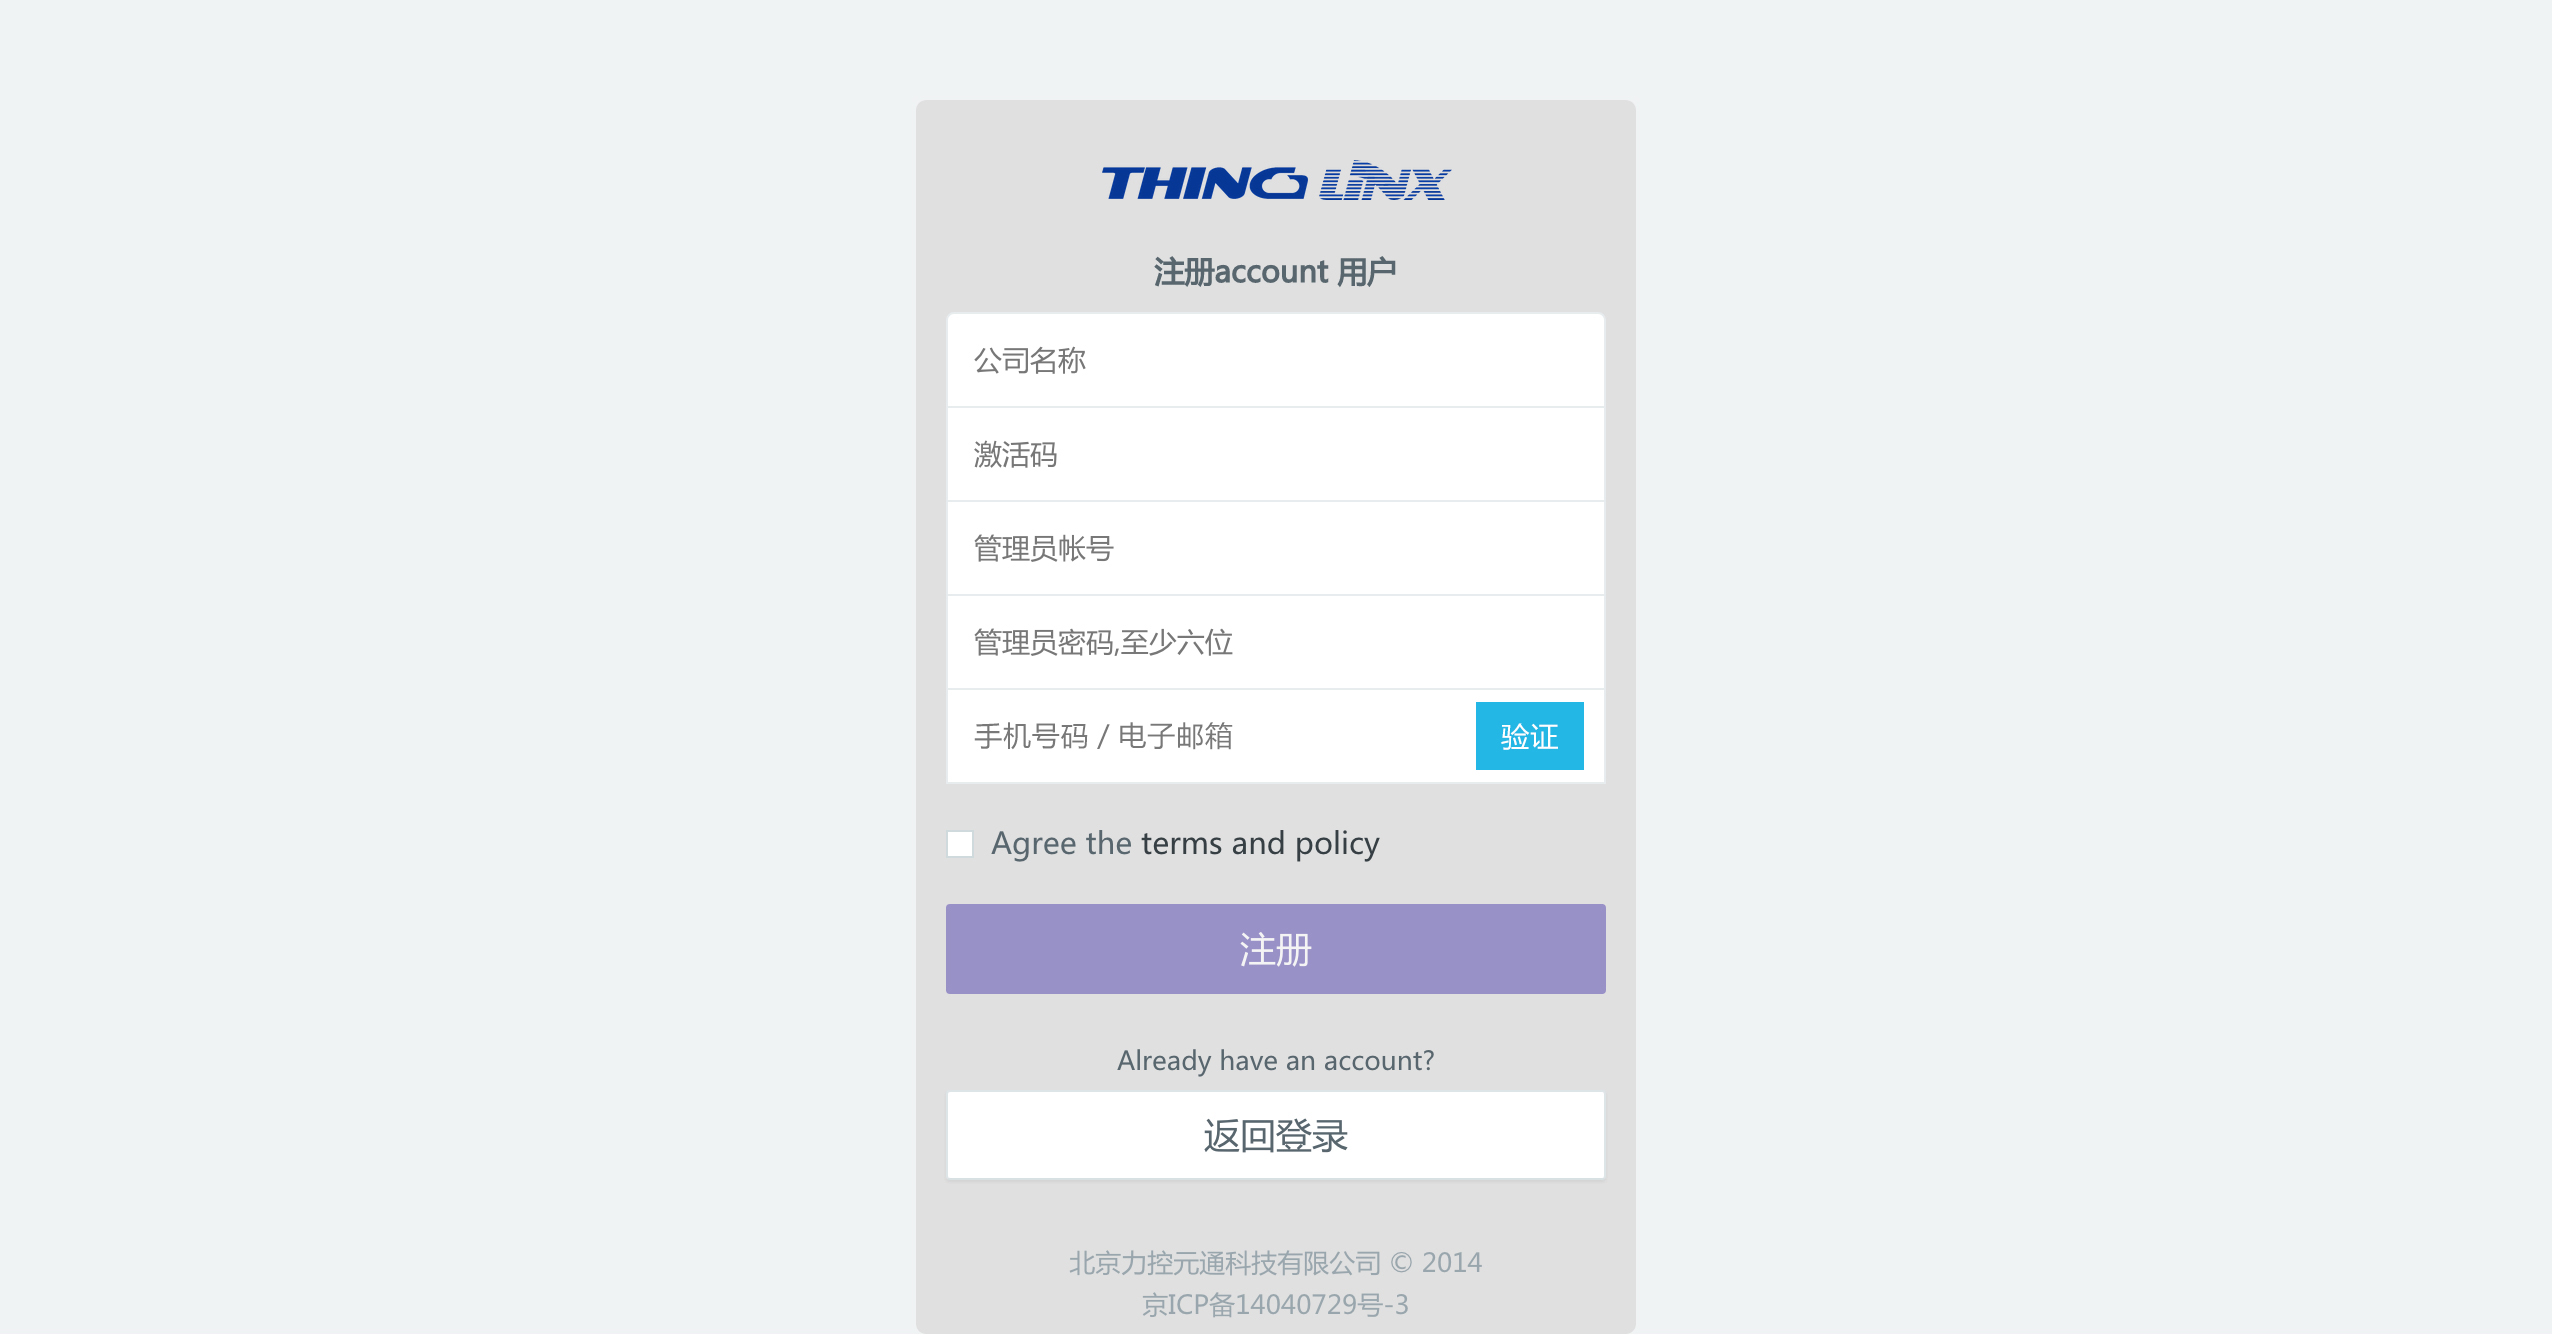 THING LINX
注册account 用户
公司名称
激活码
管理员帐号
管理员密码,至少六位
手机号码 / 电子邮箱
验证
Agree the terms and policy
注册
Already have an account?
返回登录
北京力控元通科技有限公司 © 2014
京ICP备14040729号-3